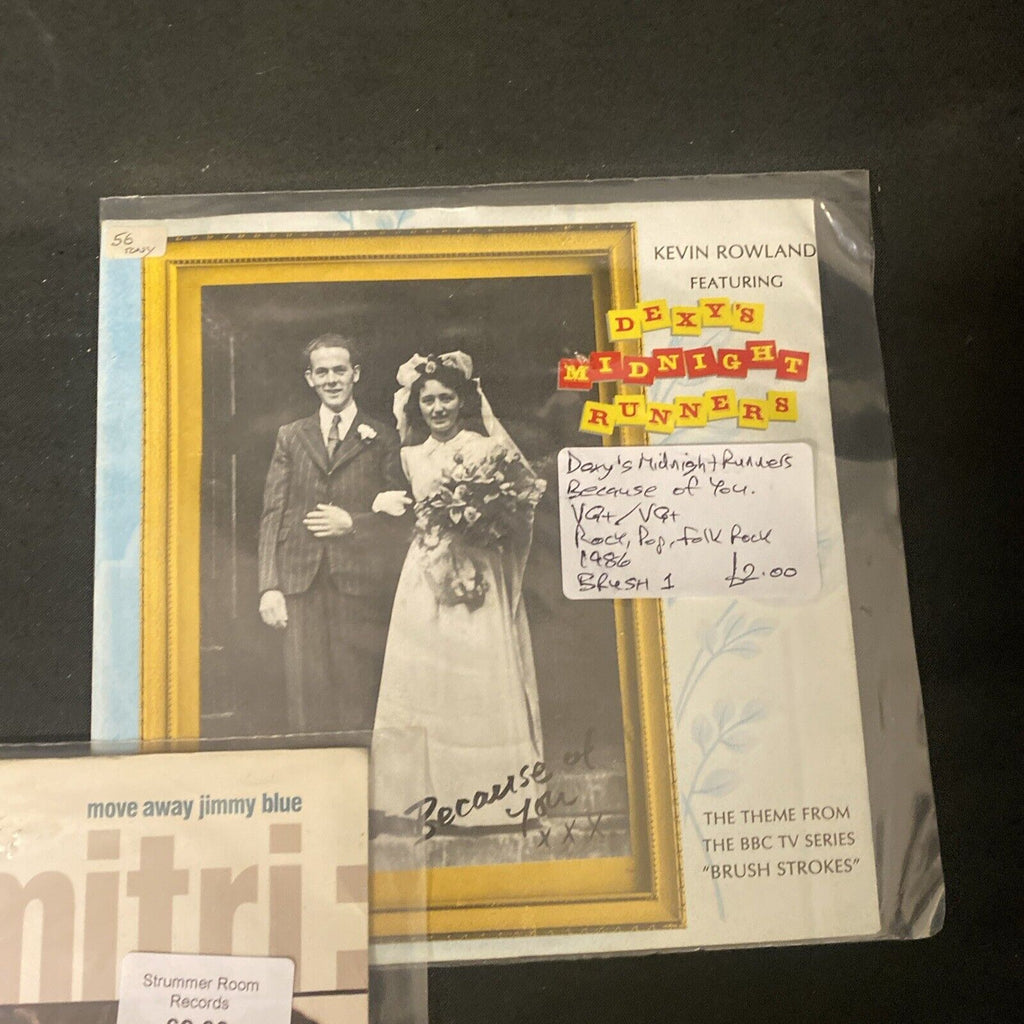 56
TONY
KEVIN ROWLAND
FEATURING
DEXY'S
MIDNIGHT
RUNNERS
Dexy's Midnight Runners
Because of You.
VG+/VG+
Rock, Pop, Folk Rock
1986
BRUSH 1 £2.00
Because of
You
x x x
THE THEME FROM
THE BBC TV SERIES
"BRUSH STROKES"
move away jimmy blue
mitri
Strummer Room
Records